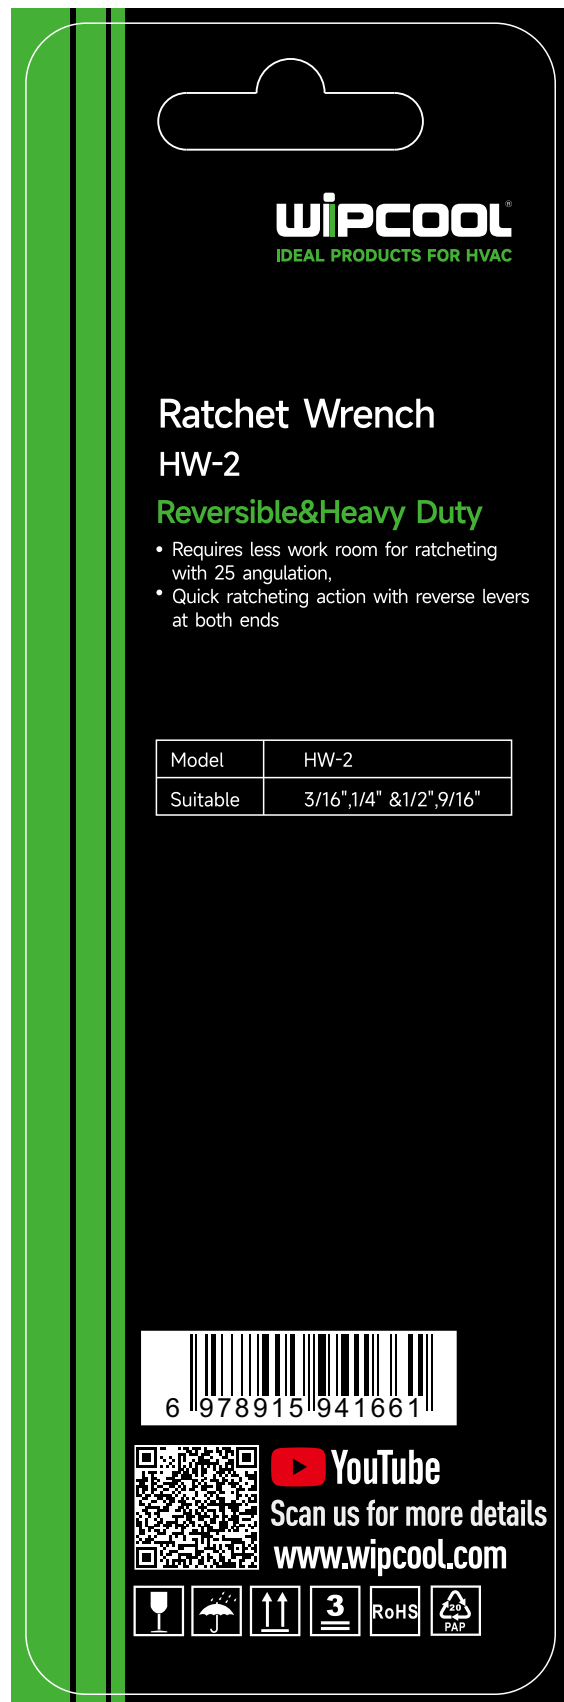 WiPCOOL®
IDEAL PRODUCTS FOR HVAC
Ratchet Wrench
HW-2
Reversible&Heavy Duty
• Requires less work room for ratcheting
with 25 angulation,
• Quick ratcheting action with reverse levers
at both ends
Model HW-2
Suitable 3/16",1/4" &1/2",9/16"
6 978915 941661
YouTube
Scan us for more details
www.wipcool.com
3 RoHS 20
PAP